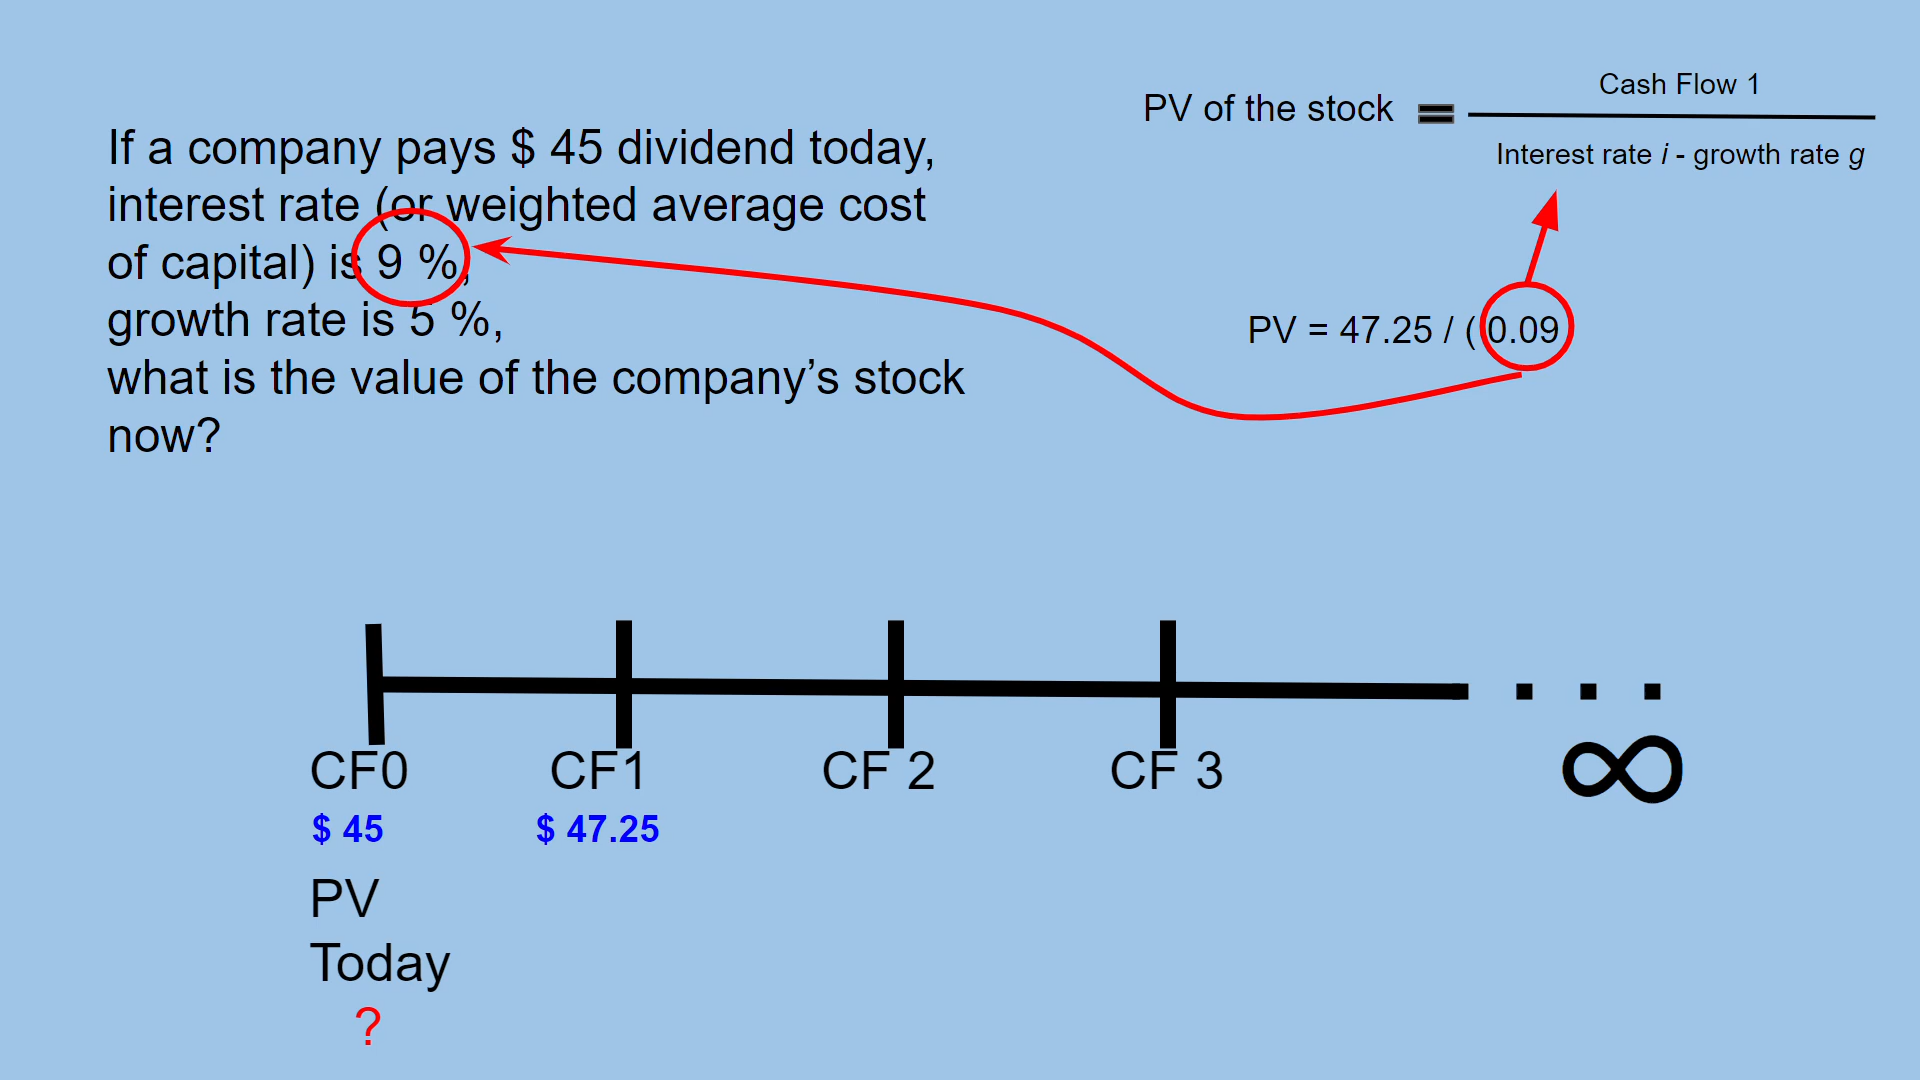 If a company pays $ 45 dividend today,
interest rate (or weighted average cost
of capital) is 9 %,
growth rate is 5 %,
what is the value of the company’s stock
now?
PV of the stock =
Cash Flow 1
Interest rate i - growth rate g
PV = 47.25 / ( 0.09
CF0 CF1 CF 2 CF 3 ∞
$ 45 $ 47.25
PV
Today
?